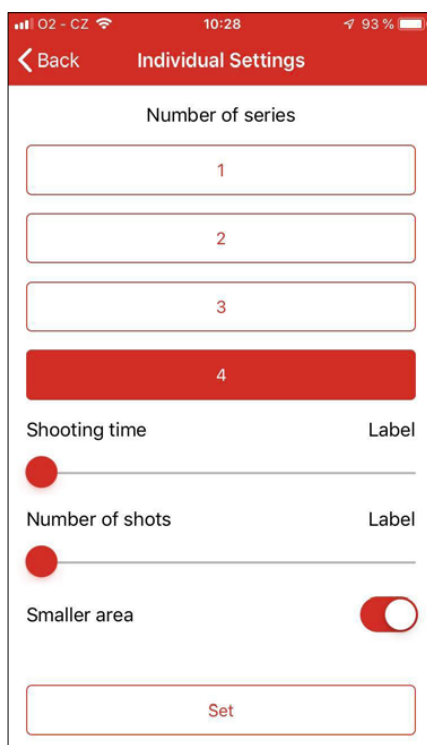 O2 - CZ 10:28 93 %
Back Individual Settings
Number of series
1
2
3
4
Shooting time Label
Number of shots Label
Smaller area
Set